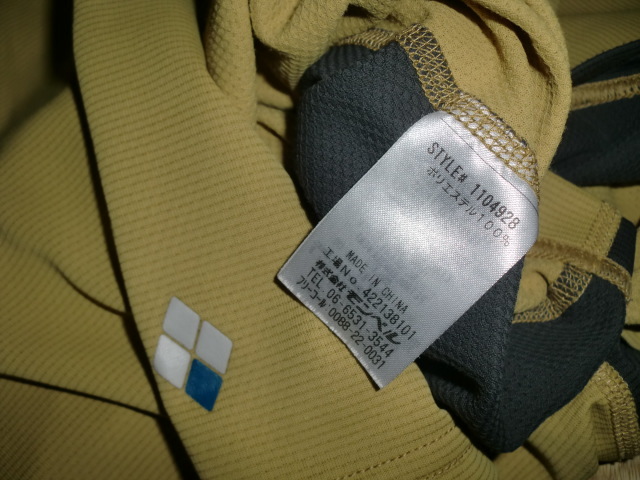 STYLE# 1104928
ポリエステル100%
MADE IN CHINA
工場No 422138101
株式会社モンベル
TEL 06-6531-3544
フリーコール 0088-22-0031